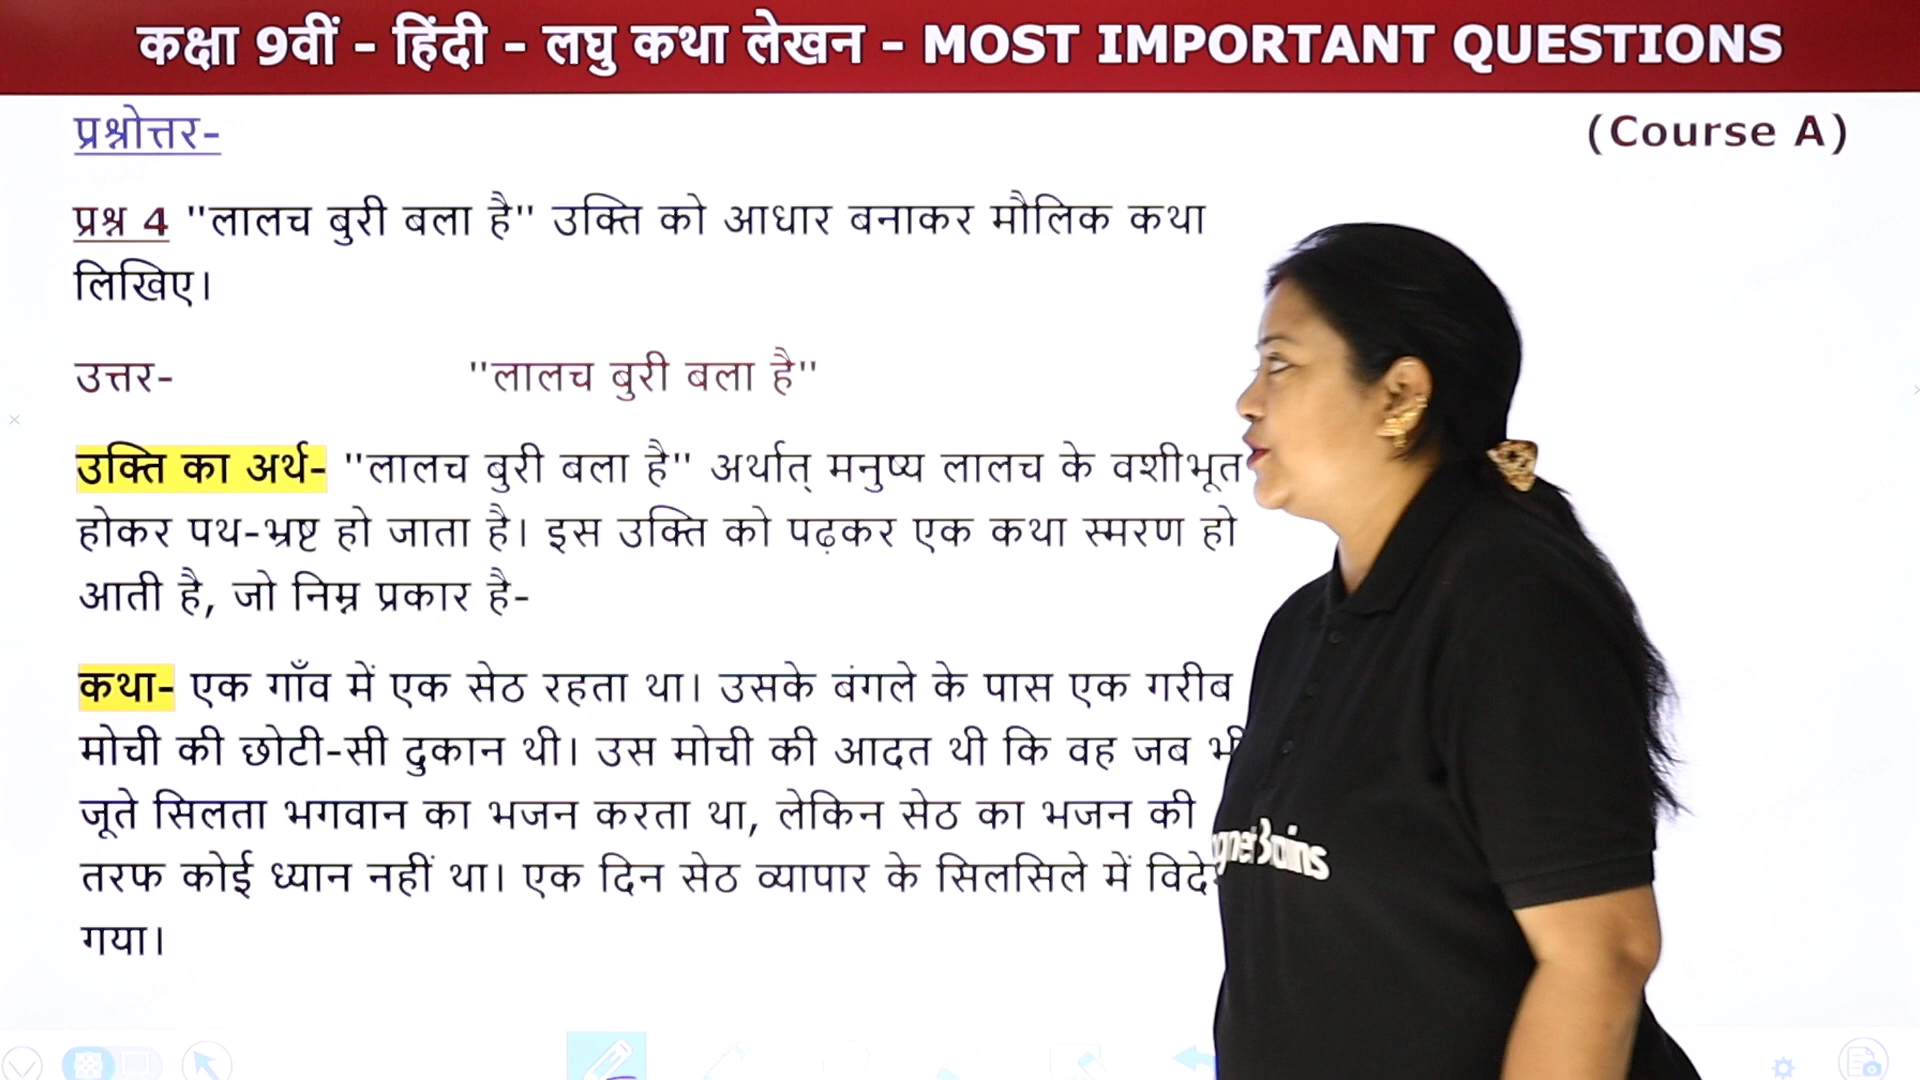 कक्षा 9वीं - हिंदी - लघु कथा लेखन - MOST IMPORTANT QUESTIONS
प्रश्नोत्तर-
(Course A)
प्रश्न 4 "लालच बुरी बला है" उक्ति को आधार बनाकर मौलिक कथा
लिखिए।
उत्तर- "लालच बुरी बला है"
उक्ति का अर्थ- "लालच बुरी बला है" अर्थात् मनुष्य लालच के वशीभूत
होकर पथ-भ्रष्ट हो जाता है। इस उक्ति को पढ़कर एक कथा स्मरण हो
आती है, जो निम्न प्रकार है-
कथा- एक गाँव में एक सेठ रहता था। उसके बंगले के पास एक गरीब
मोची की छोटी-सी दुकान थी। उस मोची की आदत थी कि वह जब भी
जूते सिलता भगवान का भजन करता था, लेकिन सेठ का भजन की
तरफ कोई ध्यान नहीं था। एक दिन सेठ व्यापार के सिलसिले में
गया।
Brains